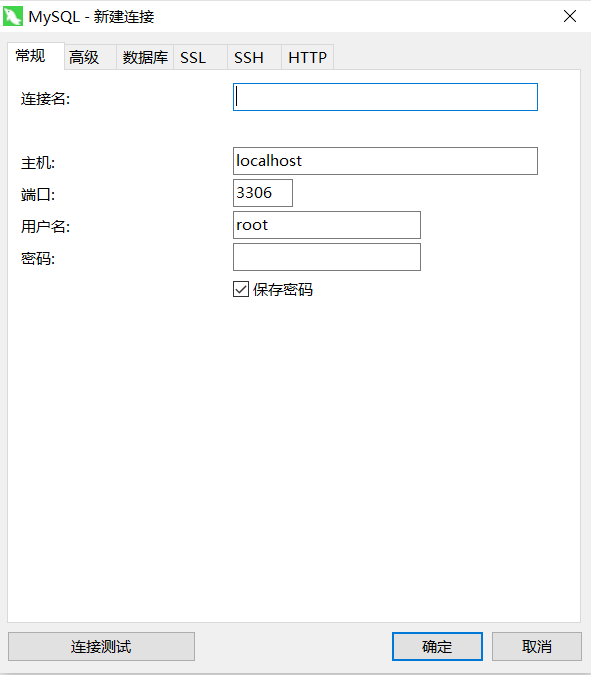 MySQL - 新建连接
常规 高级 数据库 SSL SSH HTTP
连接名:
主机: localhost
端口: 3306
用户名: root
密码:
保存密码
连接测试 确定 取消